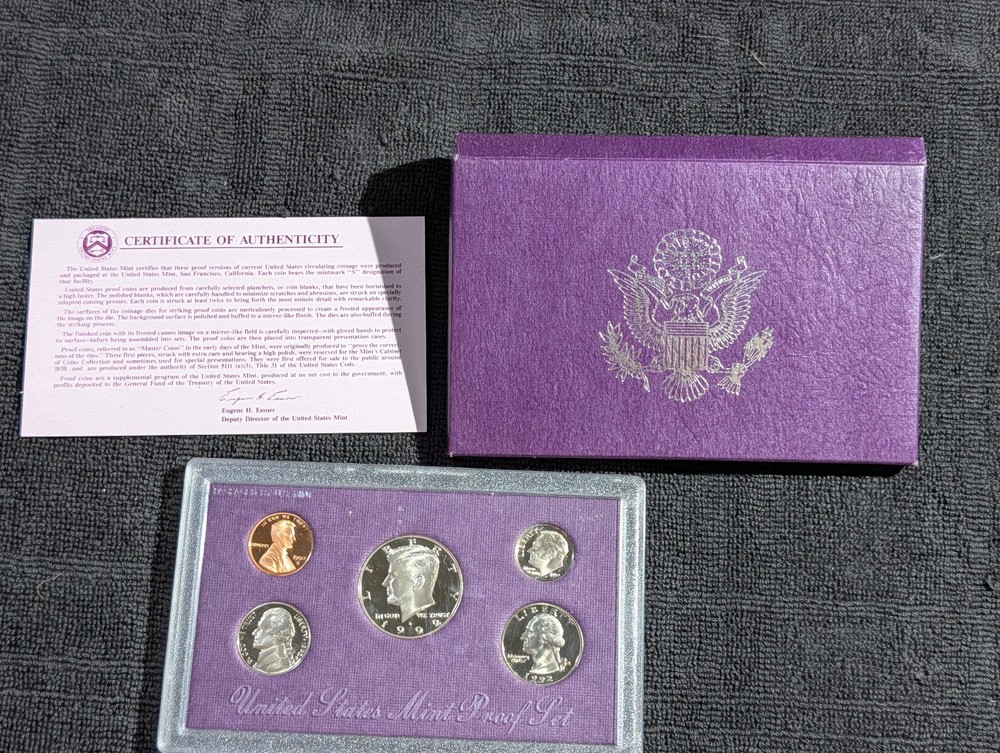 CERTIFICATE OF AUTHENTICITY
The United States Mint certifies that these proof versions of current United States circulating coinage were produced
and packaged at the United States Mint, San Francisco, California. Each coin bears the mintmark "S" designation of
that facility.
United States proof coins are produced from carefully selected planchets, or coin blanks, that have been burnished to
a high luster. The polished blanks, which are carefully handled to minimize scratches and abrasions, are struck on specially
adapted coining presses. Each coin is struck at least twice to bring forth the most minute detail with remarkable clarity.
The surfaces of the coinage dies for striking proof coins are meticulously processed to create a frosted appearance of
the image on the die. The background surface is polished and buffed to a mirror-like finish. The dies are also buffed during
the striking process.
The finished coin with its frosted cameo image on a mirror-like field is carefully inspected—with gloved hands to protect
its surface—before being assembled into sets. The proof coins are then placed into transparent presentation cases.
Proof coins, referred to as "Master Coins" in the early days of the Mint, were originally produced to "prove the correct-
ness of the dies." Those first pieces, struck with extra care and bearing a high polish, were reserved for the Mint's Cabinet
of Coins Collection and sometimes used for special presentations. They were first offered for sale to the public around
1858 and are produced under the authority of Section 5111 (a)(3), Title 31 of the United States Code.
Proof coins are a supplemental program of the United States Mint, produced at no net cost to the government, with
profits deposited to the General Fund of the Treasury of the United States.
Eugene H. Essner
Eugene H. Essner
Deputy Director of the United States Mint
IN GOD WE TRUST
LIBERTY
1992
LIBERTY
IN GOD WE TRUST
1992
LIBERTY
LIBERTY
1992
United States Mint Proof Set